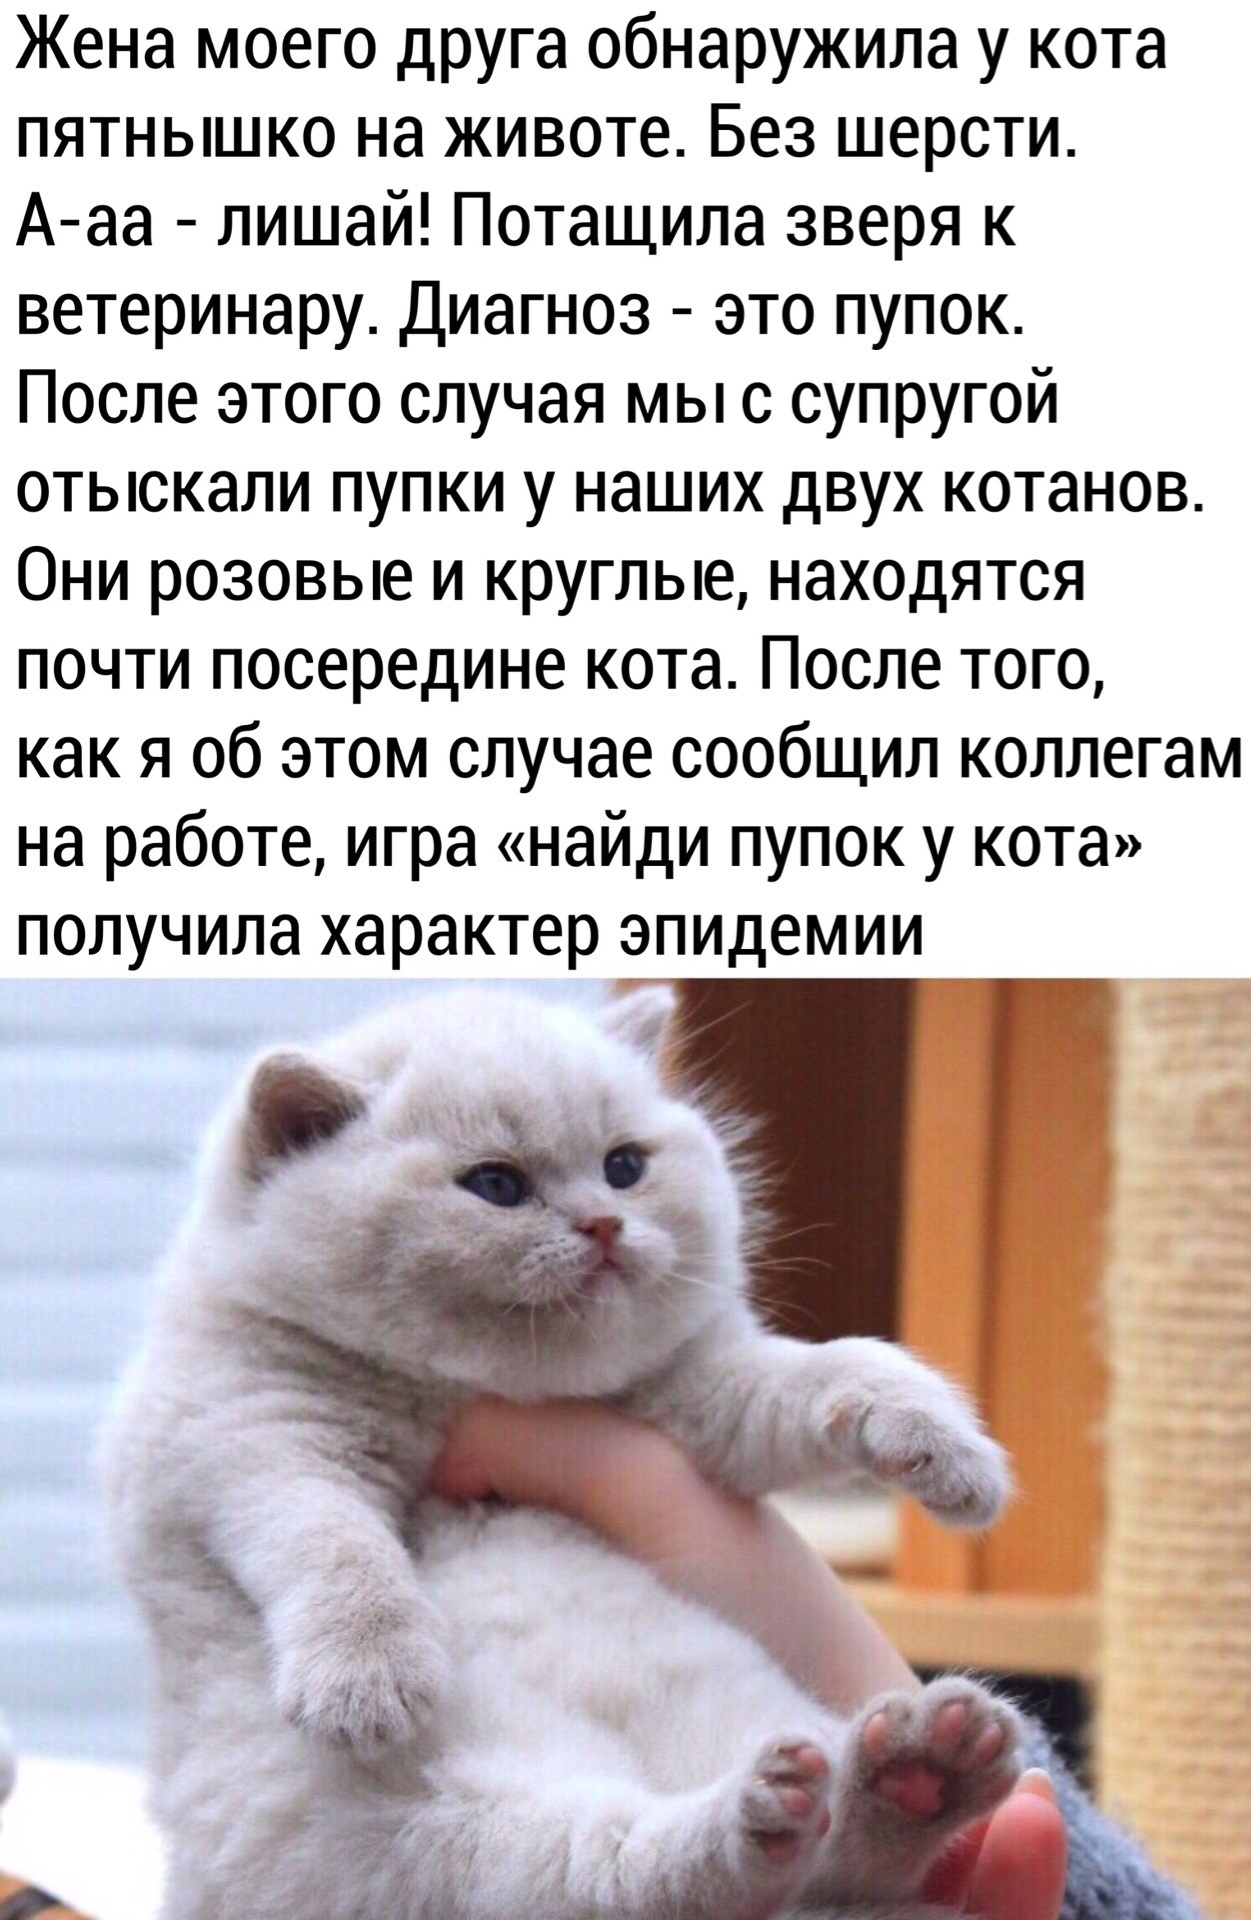 Жена моего друга обнаружила у кота
пятнышко на животе. Без шерсти.
А-аа - лишай! Потащила зверя к
ветеринару. Диагноз - это пупок.
После этого случая мы с супругой
отыскали пупки у наших двух котанов.
Они розовые и круглые, находятся
почти посередине кота. После того,
как я об этом случае сообщил коллегам
на работе, игра «найди пупок у кота»
получила характер эпидемии